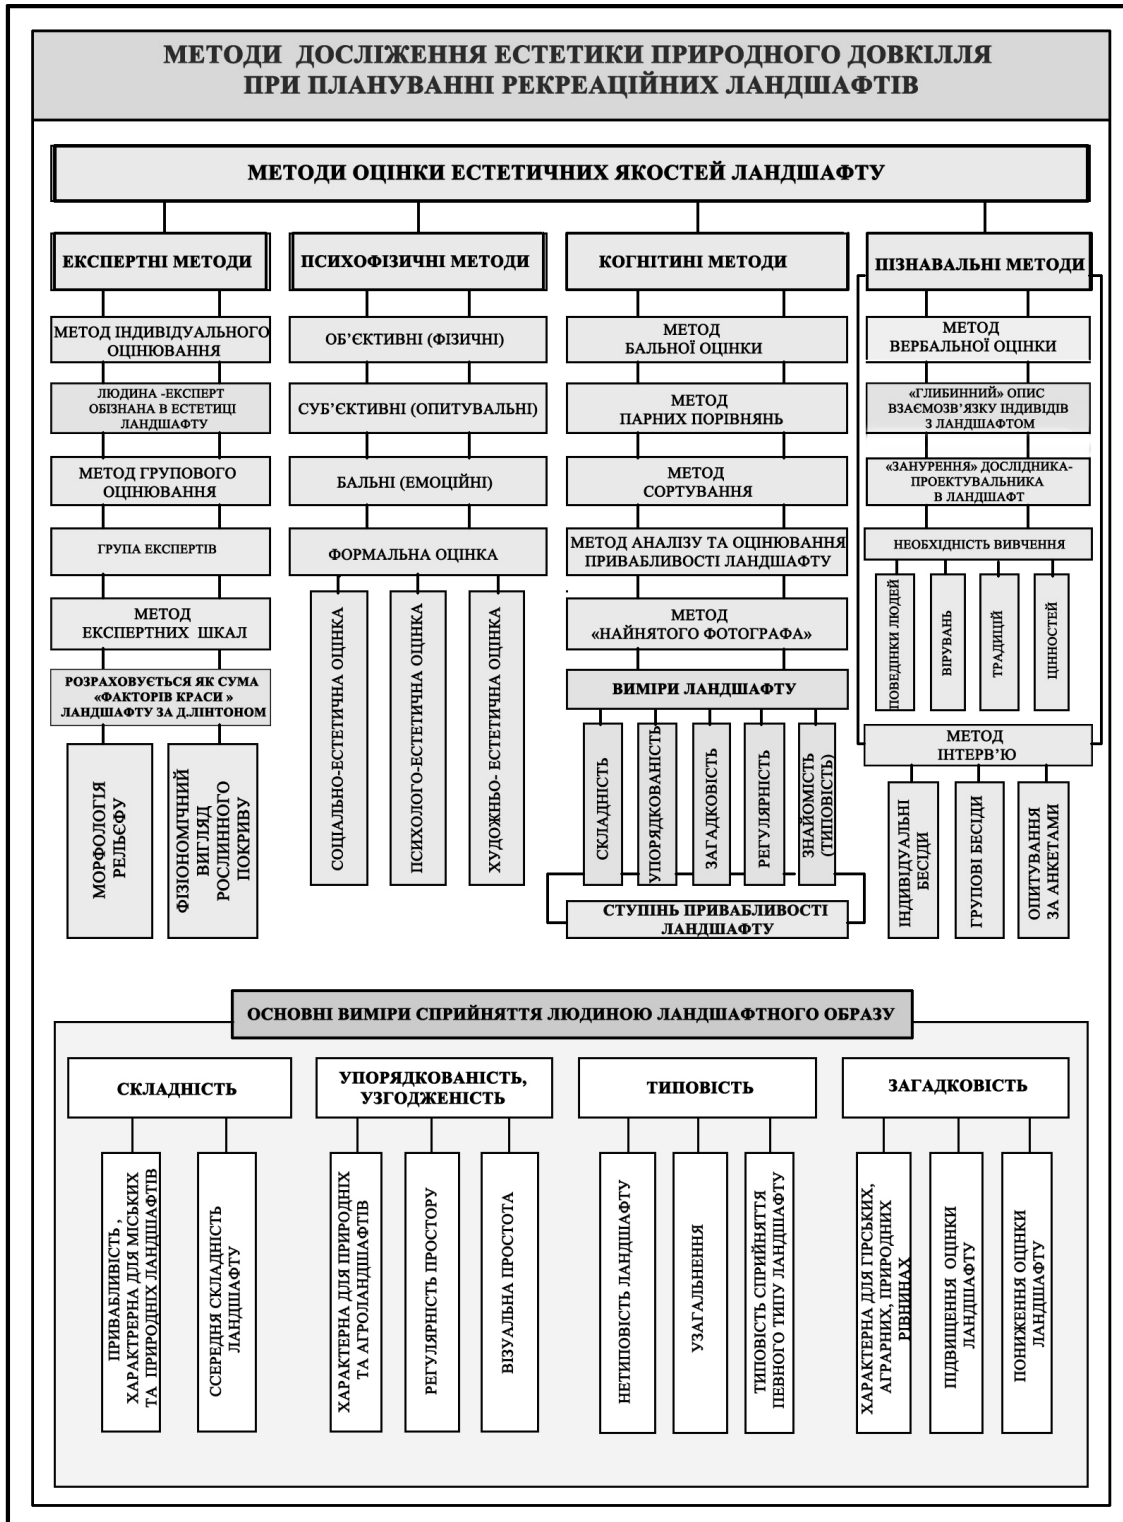 МЕТОДИ ДОСЛІЖЕННЯ ЕСТЕТИКИ ПРИРОДНОГО ДОВКІЛЛЯ
ПРИ ПЛАНУВАННІ РЕКРЕАЦІЙНИХ ЛАНДШАФТІВ
МЕТОДИ ОЦІНКИ ЕСТЕТИЧНИХ ЯКОСТЕЙ ЛАНДШАФТУ
ЕКСПЕРТНІ МЕТОДИ
МЕТОД ІНДИВІДУАЛЬНОГО
ОЦІНЮВАННЯ
ЛЮДИНА -ЕКСПЕРТ
ОБІЗНАНА В ЕСТЕТИЦІ
ЛАНДШАФТУ
МЕТОД ГРУПОВОГО
ОЦІНЮВАННЯ
ГРУПА ЕКСПЕРТІВ
МЕТОД
ЕКСПЕРТНИХ ШКАЛ
РОЗРАХОВУЄТЬСЯ ЯК СУМА
«ФАКТОРІВ КРАСИ »
ЛАНДШАФТУ ЗА Д.ЛІНТОНОМ
МОРФОЛОГІЯ
РЕЛЬЄФУ
ФІЗІОНОМІЧНИЙ
ВИГЛЯД
РОСЛИННОГО
ПОКРИВУ
ПСИХОФІЗИЧНІ МЕТОДИ
ОБ’ЄКТИВНІ (ФІЗИЧНІ)
СУБ’ЄКТИВНІ (ОПИТУВАЛЬНІ)
БАЛЬНІ (ЕМОЦІЙНІ)
ФОРМАЛЬНА ОЦІНКА
СОЦІАЛЬНО-ЕСТЕТИЧНА ОЦІНКА
ПСИХОЛОГО-ЕСТЕТИЧНА ОЦІНКА
ХУДОЖНЬО- ЕСТЕТИЧНА ОЦІНКА
КОГНІТИНІ МЕТОДИ
МЕТОД
БАЛЬНОЇ ОЦІНКИ
МЕТОД
ПАРНИХ ПОРІВНЯНЬ
МЕТОД
СОРТУВАННЯ
МЕТОД АНАЛІЗУ ТА ОЦІНЮВАННЯ
ПРИВАБЛИВОСТІ ЛАНДШАФТУ
МЕТОД
«НАЙНЯТОГО ФОТОГРАФА»
ВИМІРИ ЛАНДШАФТУ
СКЛАДНІСТЬ
УПОРЯДКОВАНІСТЬ
ЗАГАДКОВІСТЬ
РЕГУЛЯРНІСТЬ
ЗНАЙОМІСТЬ
(ТИПОВІСТЬ)
СТУПІНЬ ПРИВАБЛИВОСТІ
ЛАНДШАФТУ
ПІЗНАВАЛЬНІ МЕТОДИ
МЕТОД
ВЕРБАЛЬНОЇ ОЦІНКИ
«ГЛИБИННИЙ» ОПИС
ВЗАЄМОЗВ’ЯЗКУ ІНДИВІДІВ
З ЛАНДШАФТОМ
«ЗАНУРЕННЯ» ДОСЛІДНИКА-
ПРОЕКТУВАЛЬНИКА
В ЛАНДШАФТ
НЕОБХІДНІСТЬ ВИВЧЕННЯ
ПОВЕДІНКИ ЛЮДЕЙ
ВІРУВАНЬ
ТРАДИЦІЙ
ЦІННОСТЕЙ
МЕТОД
ІНТЕРВ’Ю
ІНДИВІДУАЛЬНІ
БЕСІДИ
ГРУПОВІ БЕСІДИ
ОПИТУВАННЯ
ЗА АНКЕТАМИ
ОСНОВНІ ВИМІРИ СПРИЙНЯТТЯ ЛЮДИНОЮ ЛАНДШАФТНОГО ОБРАЗУ
СКЛАДНІСТЬ
ПРИВАБЛИВІСТЬ ,
ХАРАКТРЕРНА ДЛЯ МІСЬКИХ
ТА ПРИРОДНІХ ЛАНДШАФТІВ
ССЕРЕДНЯ СКЛАДНІСТЬ
ЛАНДШАФТУ
УПОРЯДКОВАНІСТЬ,
УЗГОДЖЕНІСТЬ
ХАРАКТЕРНА ДЛЯ ПРИРОДНІХ
ТА АГРОЛАНДШАФТІВ
РЕГУЛЯРНІСТЬ ПРОСТОРУ
ВІЗУАЛЬНА ПРОСТОТА
ТИПОВІСТЬ
НЕТИПОВІСТЬ ЛАНДШАФТУ
УЗАГАЛЬНЕННЯ
ТИПОВІСТЬ СПРИЙНЯТТЯ
ПЕВНОГО ТИПУ ЛАНДШАФТУ
ЗАГАДКОВІСТЬ
ХАРАКТЕРНА ДЛЯ ГІРСЬКИХ,
АГРАРНИХ, ПРИРОДНИХ
РІВНИНАХ
ПІДВИЩЕННЯ ОЦІНКИ
ЛАНДШАФТУ
ПОНИЖЕННЯ ОЦІНКИ
ЛАНДШАФТУ